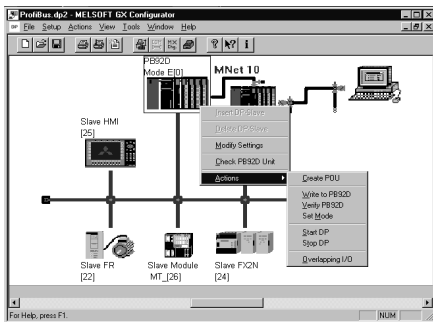 ProfiBus.dp2 - MELSOFT GX Configurator
File Setup Actions View Tools Window Help
PB92D
Mode E[0]
MNet 10
Insert DP-Slave
Delete DP-Slave
Modify Settings
Check PB92D Unit
Actions
Create POU
Write to PB92D
Verify PB92D
Set Mode
Start DP
Stop DP
Overlapping I/O
Slave HMI
[25]
Slave FR
[22]
Slave Module
MT_[26]
Slave FX2N
[24]
For Help, press F1.
NUM